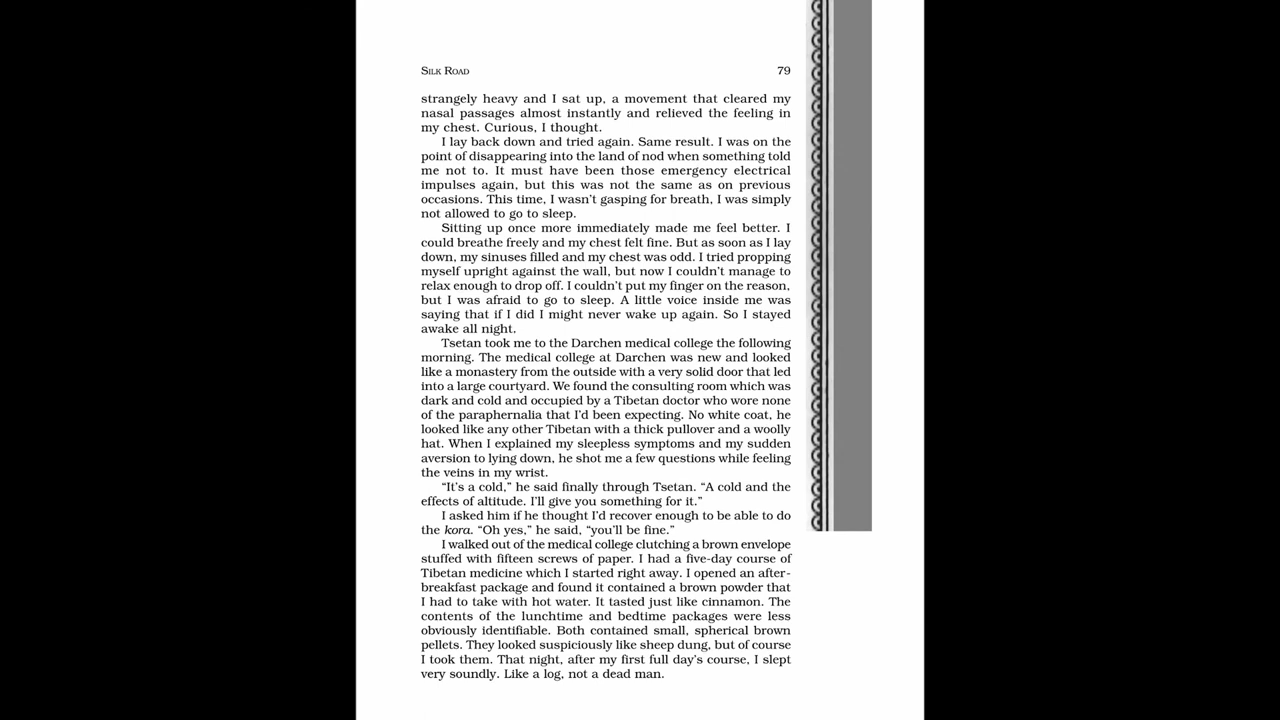 SILK ROAD 79
strangely heavy and I sat up, a movement that cleared my
nasal passages almost instantly and relieved the feeling in
my chest. Curious, I thought.
I lay back down and tried again. Same result. I was on the
point of disappearing into the land of nod when something told
me not to. It must have been those emergency electrical
impulses again, but this was not the same as on previous
occasions. This time, I wasn’t gasping for breath, I was simply
not allowed to go to sleep.
Sitting up once more immediately made me feel better. I
could breathe freely and my chest felt fine. But as soon as I lay
down, my sinuses filled and my chest was odd. I tried propping
myself upright against the wall, but now I couldn’t manage to
relax enough to drop off. I couldn’t put my finger on the reason,
but I was afraid to go to sleep. A little voice inside me was
saying that if I did I might never wake up again. So I stayed
awake all night.
Tsetan took me to the Darchen medical college the following
morning. The medical college at Darchen was new and looked
like a monastery from the outside with a very solid door that led
into a large courtyard. We found the consulting room which was
dark and cold and occupied by a Tibetan doctor who wore none
of the paraphernalia that I’d been expecting. No white coat, he
looked like any other Tibetan with a thick pullover and a woolly
hat. When I explained my sleepless symptoms and my sudden
aversion to lying down, he shot me a few questions while feeling
the veins in my wrist.
“It’s a cold,” he said finally through Tsetan. “A cold and the
effects of altitude. I’ll give you something for it.”
I asked him if he thought I’d recover enough to be able to do
the kora. “Oh yes,” he said, “you’ll be fine.”
I walked out of the medical college clutching a brown envelope
stuffed with fifteen screws of paper. I had a five-day course of
Tibetan medicine which I started right away. I opened an after-
breakfast package and found it contained a brown powder that
I had to take with hot water. It tasted just like cinnamon. The
contents of the lunchtime and bedtime packages were less
obviously identifiable. Both contained small, spherical brown
pellets. They looked suspiciously like sheep dung, but of course
I took them. That night, after my first full day’s course, I slept
very soundly. Like a log, not a dead man.